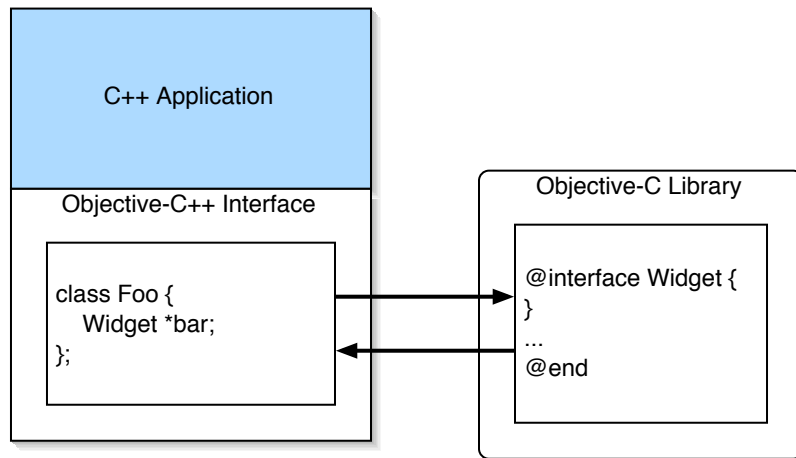 C++ Application
Objective-C++ Interface
class Foo {
    Widget *bar;
};
Objective-C Library
@interface Widget {
}
...
@end